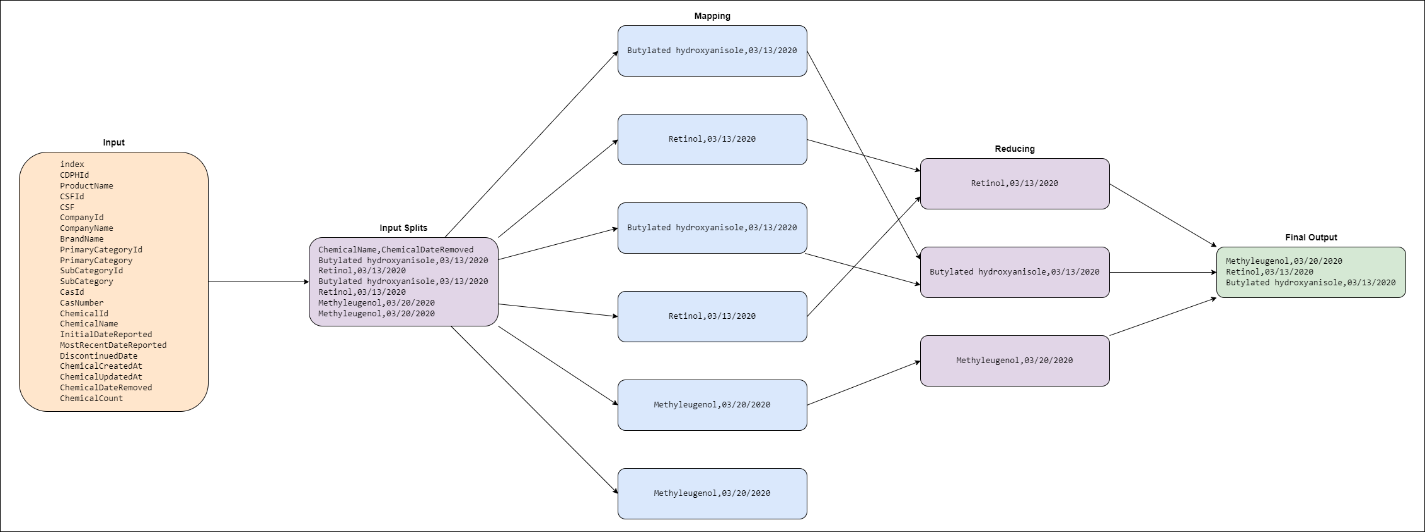 Input
index
CDPHId
ProductName
CSFId
CSF
CompanyId
CompanyName
BrandName
PrimaryCategoryId
PrimaryCategory
SubCategoryId
SubCategory
CasId
CasNumber
ChemicalId
ChemicalName
InitialDateReported
MostRecentDateReported
DiscontinuedDate
ChemicalCreatedAt
ChemicalUpdatedAt
ChemicalDateRemoved
ChemicalCount
Input Splits
ChemicalName,ChemicalDateRemoved
Butylated hydroxyanisole,03/13/2020
Retinol,03/13/2020
Butylated hydroxyanisole,03/13/2020
Retinol,03/13/2020
Methyleugenol,03/20/2020
Methyleugenol,03/20/2020
Mapping
Butylated hydroxyanisole,03/13/2020
Retinol,03/13/2020
Butylated hydroxyanisole,03/13/2020
Retinol,03/13/2020
Methyleugenol,03/20/2020
Methyleugenol,03/20/2020
Reducing
Retinol,03/13/2020
Butylated hydroxyanisole,03/13/2020
Methyleugenol,03/20/2020
Final Output
Methyleugenol,03/20/2020
Retinol,03/13/2020
Butylated hydroxyanisole,03/13/2020